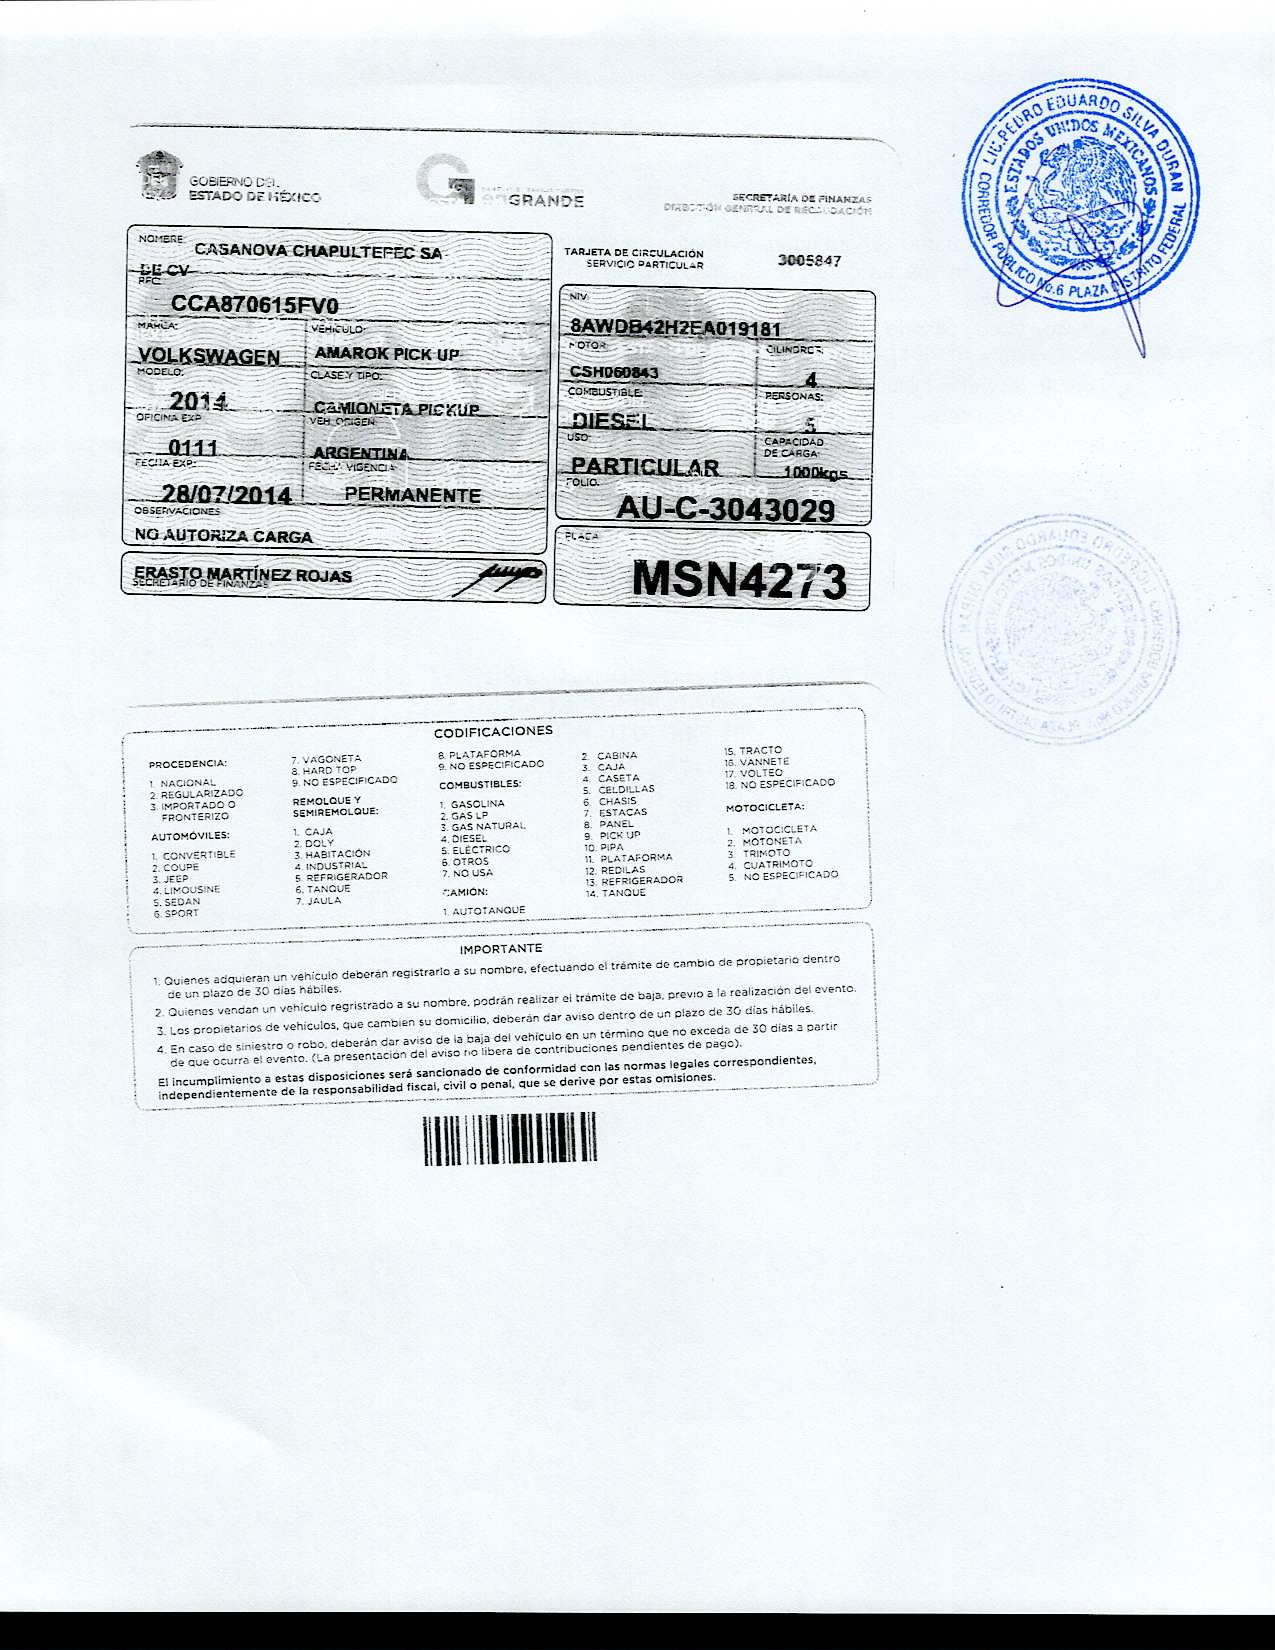 GOBIERNO DEL
ESTADO DE MÉXICO
GRANDE
SECRETARÍA DE FINANZAS
DIRECCIÓN GENERAL DE RECAUDACIÓN
TARJETA DE CIRCULACIÓN
SERVICIO PARTICULAR
3005847
NOMBRE:
CASANOVA CHAPULTEPEC SA
DE CV
RFC:
CCA870615FV0
MARCA:
VEHÍCULO:
VOLKSWAGEN
AMAROK PICK UP
MODELO:
CLASE Y TIPO:
2014
CAMIONETA PICKUP
OFICINA EXP.
VEH. ORIGEN:
0111
ARGENTINA
FECHA EXP:
FECHA VIGENCIA:
28/07/2014
PERMANENTE
OBSERVACIONES
NO AUTORIZA CARGA
ERASTO MARTÍNEZ ROJAS
SECRETARIO DE FINANZAS
NIV:
8AWDB42H2EA019181
MOTOR:
CILINDROS:
CSH060843
4
COMBUSTIBLE:
PERSONAS:
DIESEL
5
USO:
CAPACIDAD
DE CARGA:
PARTICULAR
1000kgs
FOLIO:
AU-C-3043029
PLACA
MSN4273
LIC. PEDRO EDUARDO SILVA DURAN
ESTADOS UNIDOS MEXICANOS
CORREDOR PÚBLICO No.6 PLAZA DISTRITO FEDERAL
CODIFICACIONES
PROCEDENCIA:
1. NACIONAL
2. REGULARIZADO
3. IMPORTADO O
FRONTERIZO
AUTOMÓVILES:
1. CONVERTIBLE
2. COUPE
3. JEEP
4. LIMOUSINE
5. SEDAN
6. SPORT
7. VAGONETA
8. HARD TOP
9. NO ESPECIFICADO
REMOLQUE Y
SEMIREMOLQUE:
1. CAJA
2. DOLY
3. HABITACIÓN
4. INDUSTRIAL
5. REFRIGERADOR
6. TANQUE
7. JAULA
8. PLATAFORMA
9. NO ESPECIFICADO
COMBUSTIBLES:
1. GASOLINA
2. GAS LP
3. GAS NATURAL
4. DIESEL
5. ELÉCTRICO
6. OTROS
7. NO USA
CAMIÓN:
1. AUTOTANQUE
2. CABINA
3. CAJA
4. CASETA
5. CELDILLAS
6. CHASIS
7. ESTACAS
8. PANEL
9. PICK UP
10. PIPA
11. PLATAFORMA
12. REDILAS
13. REFRIGERADOR
14. TANQUE
15. TRACTO
16. VANNETE
17. VOLTEO
18. NO ESPECIFICADO
MOTOCICLETA:
1. MOTOCICLETA
2. MOTONETA
3. TRIMOTO
4. CUATRIMOTO
5. NO ESPECIFICADO
IMPORTANTE
1. Quienes adquieran un vehículo deberán registrarlo a su nombre, efectuando el trámite de cambio de propietario dentro
de un plazo de 30 días hábiles.
2. Quienes vendan un vehículo regristrado a su nombre, podrán realizar el trámite de baja, previo a la realización del evento.
3. Los propietarios de vehículos, que cambien su domicilio, deberán dar aviso dentro de un plazo de 30 días hábiles.
4. En caso de siniestro o robo, deberán dar aviso de la baja del vehículo en un término que no exceda de 30 días a partir
de que ocurra el evento. (La presentación del aviso no libera de contribuciones pendientes de pago).
El incumplimiento a estas disposiciones será sancionado de conformidad con las normas legales correspondientes,
independientemente de la responsabilidad fiscal, civil o penal, que se derive por estas omisiones.